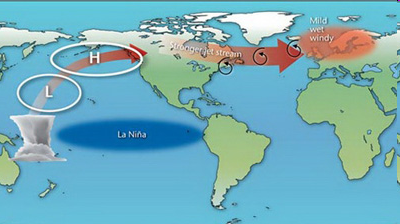 Mild
wet
windy
H
Stronger jet stream
L
La Niña